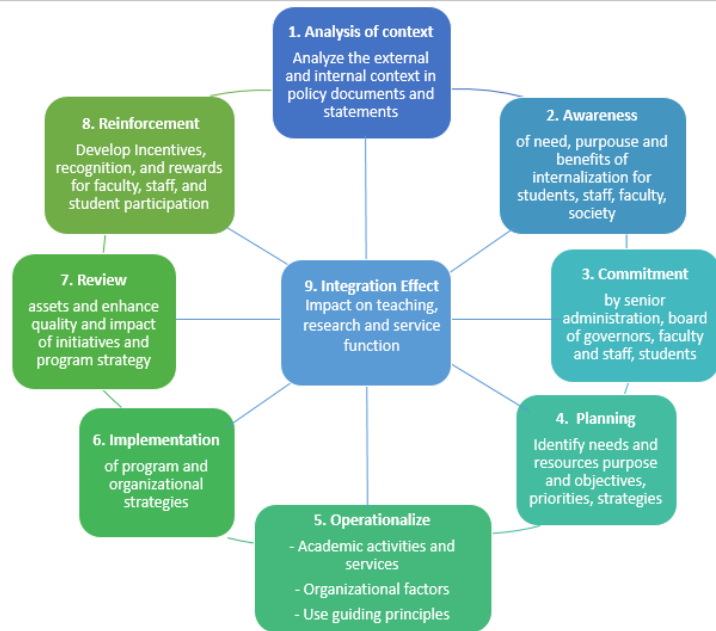 1. Analysis of context
Analyze the external
and internal context in
policy documents and
statements
2. Awareness
of need, purpouse and
benefits of
internalization for
students, staff, faculty,
society
3. Commitment
by senior
administration, board
of governors, faculty
and staff, students
4. Planning
Identify needs and
resources purpose
and objectives,
priorities, strategies
5. Operationalize
- Academic activities and
services
- Organizational factors
- Use guiding principles
6. Implementation
of program and
organizational
strategies
7. Review
assets and enhance
quality and impact
of initiatives and
program strategy
8. Reinforcement
Develop Incentives,
recognition, and rewards
for faculty, staff, and
student participation
9. Integration Effect
Impact on teaching,
research and service
function